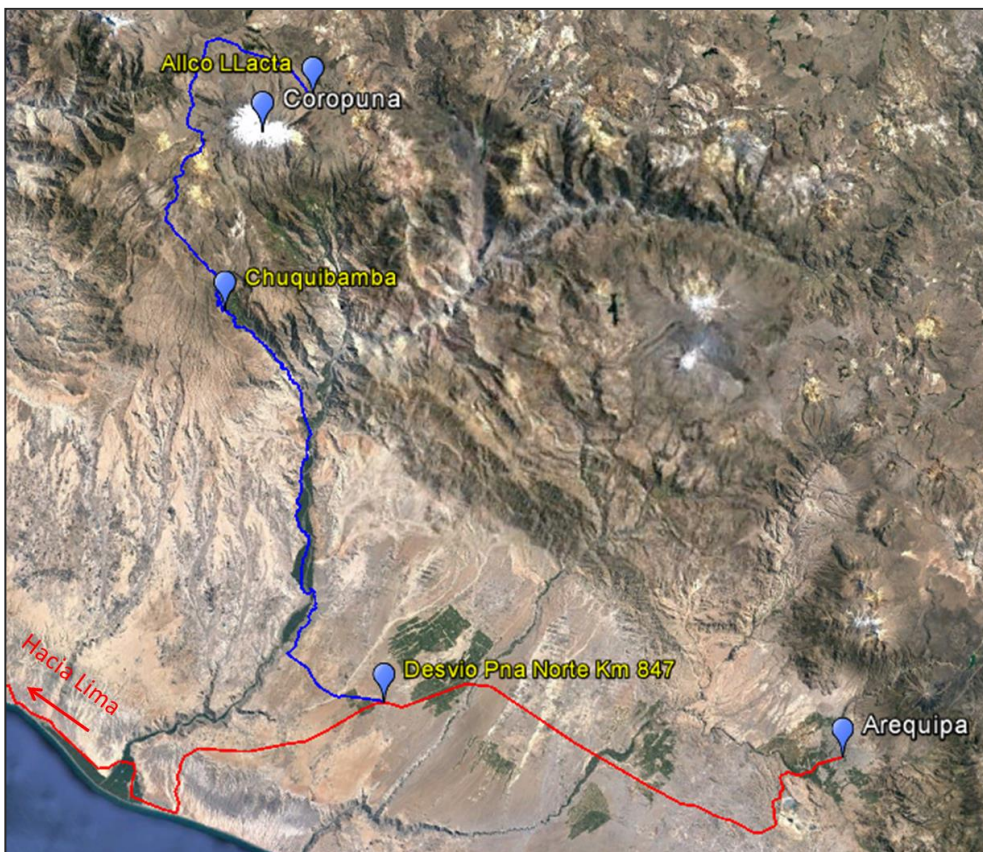 Allco LLacta
Coropuna
Chuquibamba
Hacia Lima
Desvio Pna Norte Km 847
Arequipa